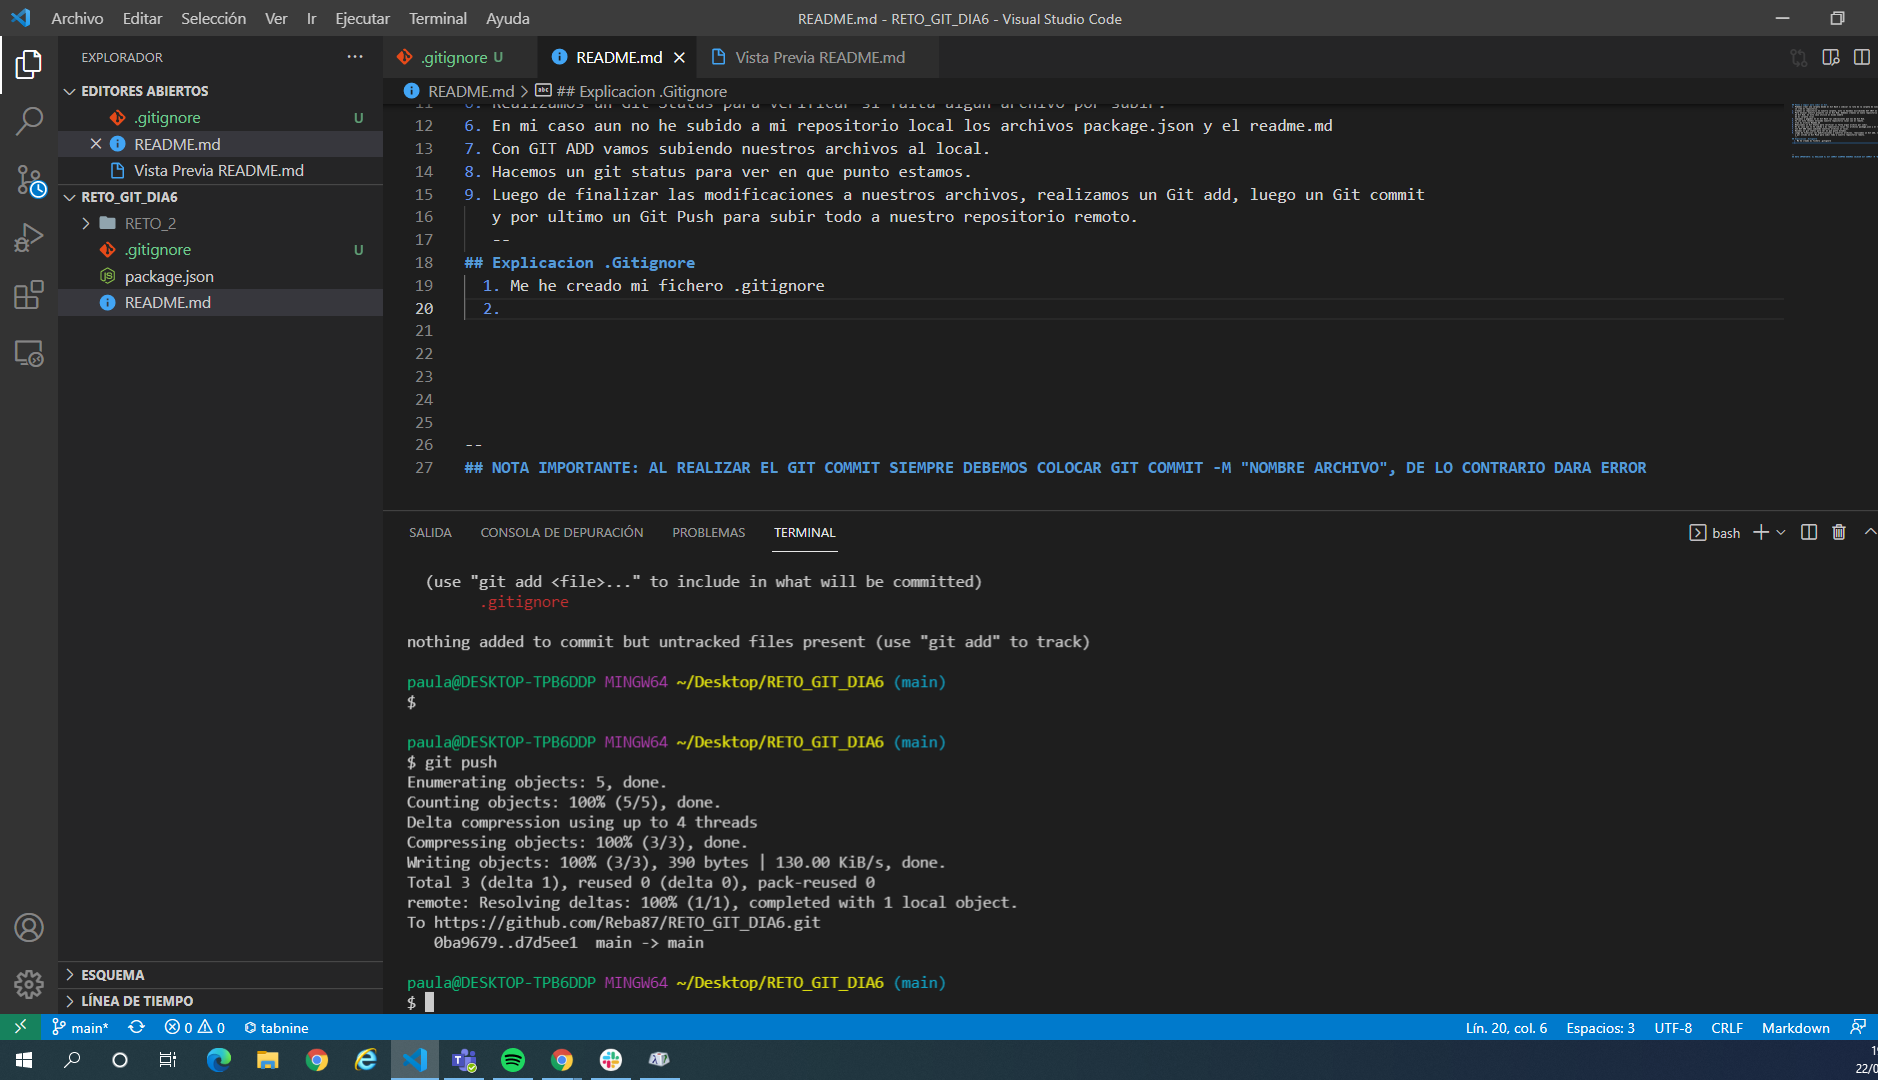 Archivo Editar Selección Ver Ir Ejecutar Terminal Ayuda
README.md - RETO_GIT_DIA6 - Visual Studio Code
EXPLORADOR
EDITORES ABIERTOS
.gitignore U
README.md
Vista Previa README.md
RETO_GIT_DIA6
RETO_2
.gitignore U
package.json
README.md
ESQUEMA
LÍNEA DE TIEMPO
.gitignore U README.md Vista Previa README.md
README.md > ## Explicacion .Gitignore
11 6. Realizamos un Git Status para verificar si falta algun archivo por subir.
12 6. En mi caso aun no he subido a mi repositorio local los archivos package.json y el readme.md
13 7. Con GIT ADD vamos subiendo nuestros archivos al local.
14 8. Hacemos un git status para ver en que punto estamos.
15 9. Luego de finalizar las modificaciones a nuestros archivos, realizamos un Git add, luego un Git commit
16 y por ultimo un Git Push para subir todo a nuestro repositorio remoto.
17 --
18 ## Explicacion .Gitignore
19 1. Me he creado mi fichero .gitignore
20 2.
21
22
23
24
25
26 --
27 ## NOTA IMPORTANTE: AL REALIZAR EL GIT COMMIT SIEMPRE DEBEMOS COLOCAR GIT COMMIT -M "NOMBRE ARCHIVO", DE LO CONTRARIO DARA ERROR
SALIDA CONSOLA DE DEPURACIÓN PROBLEMAS TERMINAL
bash
(use "git add <file>..." to include in what will be committed)
.gitignore
nothing added to commit but untracked files present (use "git add" to track)
paula@DESKTOP-TPB6DDP MINGW64 ~/Desktop/RETO_GIT_DIA6 (main)
$
paula@DESKTOP-TPB6DDP MINGW64 ~/Desktop/RETO_GIT_DIA6 (main)
$ git push
Enumerating objects: 5, done.
Counting objects: 100% (5/5), done.
Delta compression using up to 4 threads
Compressing objects: 100% (3/3), done.
Writing objects: 100% (3/3), 390 bytes | 130.00 KiB/s, done.
Total 3 (delta 1), reused 0 (delta 0), pack-reused 0
remote: Resolving deltas: 100% (1/1), completed with 1 local object.
To https://github.com/Reba87/RETO_GIT_DIA6.git
0ba9679..d7d5ee1 main -> main
paula@DESKTOP-TPB6DDP MINGW64 ~/Desktop/RETO_GIT_DIA6 (main)
$
main* 0 0 tabnine
Lín. 20, col. 6 Espacios: 3 UTF-8 CRLF Markdown
22/0